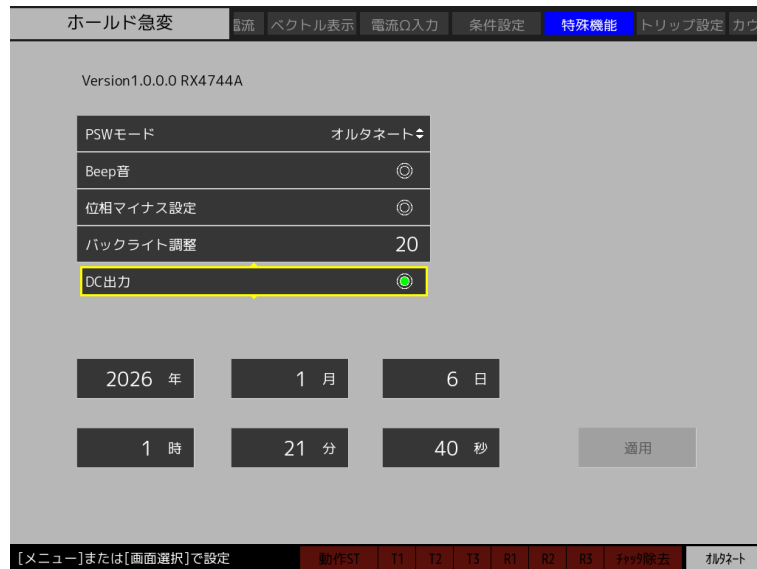 ホールド急変 電流 ベクトル表示 電流Ω入力 条件設定 特殊機能 トリップ設定 カウ
Version1.0.0.0 RX4744A
PSWモード オルタネート
Beep音
位相マイナス設定
バックライト調整 20
DC出力
2026 年 1 月 6 日
1 時 21 分 40 秒 適用
[メニュー]または[画面選択]で設定 動作ST T1 T2 T3 R1 R2 R3 ﾁｬｯﾀ除去 ｵﾙﾀﾈｰﾄ